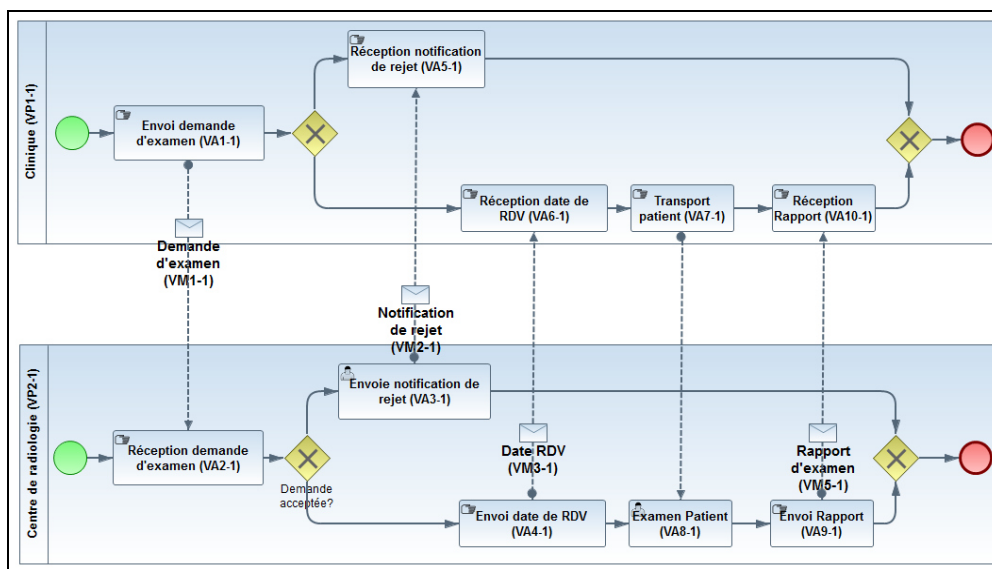 Clinique (VP1-1)
Réception notification
de rejet (VA5-1)
Envoi demande
d'examen (VA1-1)
Réception date de
RDV (VA6-1)
Transport
patient (VA7-1)
Réception
Rapport (VA10-1)
Demande
d'examen
(VM1-1)
Notification
de rejet
(VM2-1)
Centre de radiologie (VP2-1)
Envoie notification de
rejet (VA3-1)
Réception demande
d'examen (VA2-1)
Demande
acceptée?
Date RDV
(VM3-1)
Rapport
d'examen
(VM5-1)
Envoi date de RDV
(VA4-1)
Examen Patient
(VA8-1)
Envoi Rapport
(VA9-1)